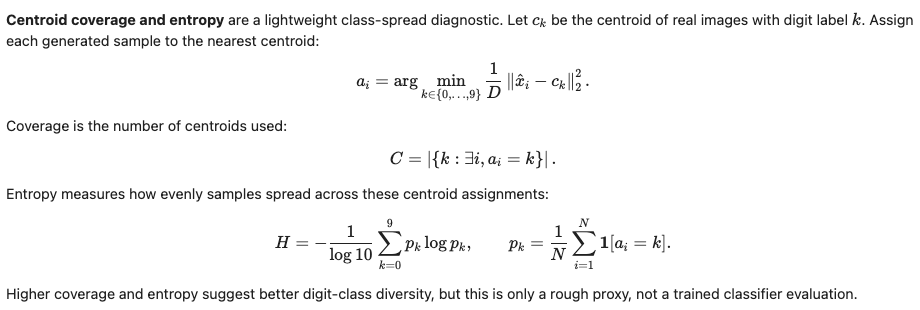 Centroid coverage and entropy are a lightweight class-spread diagnostic. Let $c_k$ be the centroid of real images with digit label $k$. Assign
each generated sample to the nearest centroid:
$$a_i = \arg\min_{k \in \{0,\ldots,9\}} \frac{1}{D} \|\hat{x}_i - c_k\|_2^2.$$
Coverage is the number of centroids used:
$$C = |\{k : \exists i, a_i = k\}|.$$
Entropy measures how evenly samples spread across these centroid assignments:
$$H = -\frac{1}{\log 10} \sum_{k=0}^{9} p_k \log p_k, \qquad p_k = \frac{1}{N} \sum_{i=1}^{N} \mathbf{1}[a_i = k].$$
Higher coverage and entropy suggest better digit-class diversity, but this is only a rough proxy, not a trained classifier evaluation.